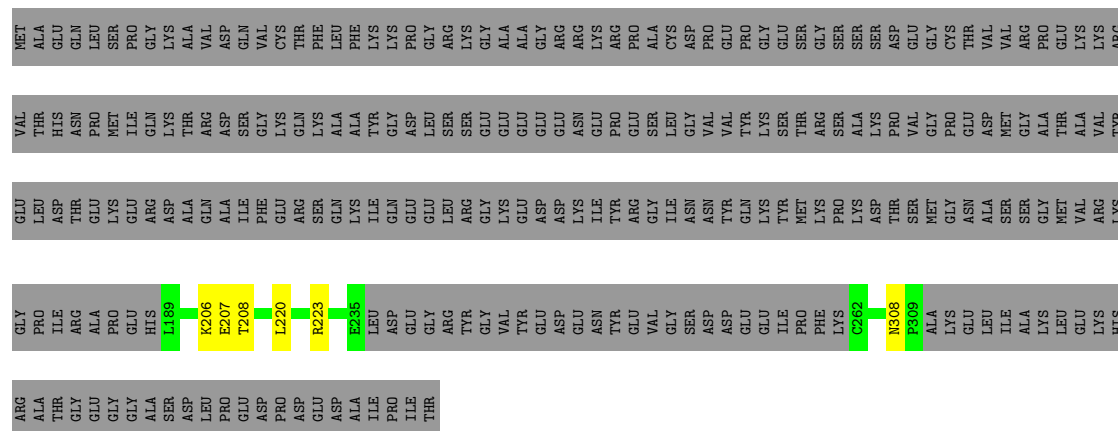 MET ALA GLU GLN LEU SER PRO GLY LYS ALA VAL ASP GLN VAL CYS THR PHE LEU PHE LYS LYS PRO GLY ARG LYS GLY ALA ALA GLY ARG ARG LYS ARG PRO ALA CYS ASP PRO GLU PRO GLY GLU SER GLY SER SER SER ASP GLU GLY CYS THR VAL VAL ARG PRO GLU LYS LYS ARG
VAL THR HIS ASN PRO MET ILE GLN LYS THR ARG ASP SER GLY LYS GLN LYS ALA ALA TYR GLY ASP LEU SER SER GLU GLU GLU GLU ASN GLU PRO GLU SER LEU GLY VAL VAL TYR LYS SER THR ARG SER ALA LYS PRO VAL GLY PRO GLU ASP MET GLY ALA THR ALA VAL TYR
GLU LEU ASP THR GLU LYS GLU ARG ASP ALA GLN ALA ILE PHE GLU ARG SER GLN LYS ILE GLN GLU GLU LEU ARG GLY LYS GLU ASP ASP LYS ILE TYR ARG GLY ILE ASN ASN TYR GLN LYS TYR MET LYS PRO LYS ASP THR SER MET GLY ASN ALA SER SER GLY MET VAL ARG LYS
GLY PRO ILE ARG ALA PRO GLU HIS L189 K206 E207 T208 L220 R223 E235 LEU ASP GLU GLY ARG TYR GLY VAL TYR GLU ASP GLU ASN TYR GLU VAL GLY SER ASP ASP GLU GLU ILE PRO PHE LYS C262 N308 P309 ALA LYS GLU LEU ILE ALA LYS LEU GLU LYS HIS
ARG ALA THR GLY GLU GLY GLY ALA SER ASP LEU PRO GLU ASP PRO ASP GLU ASP ALA ILE PRO ILE THR